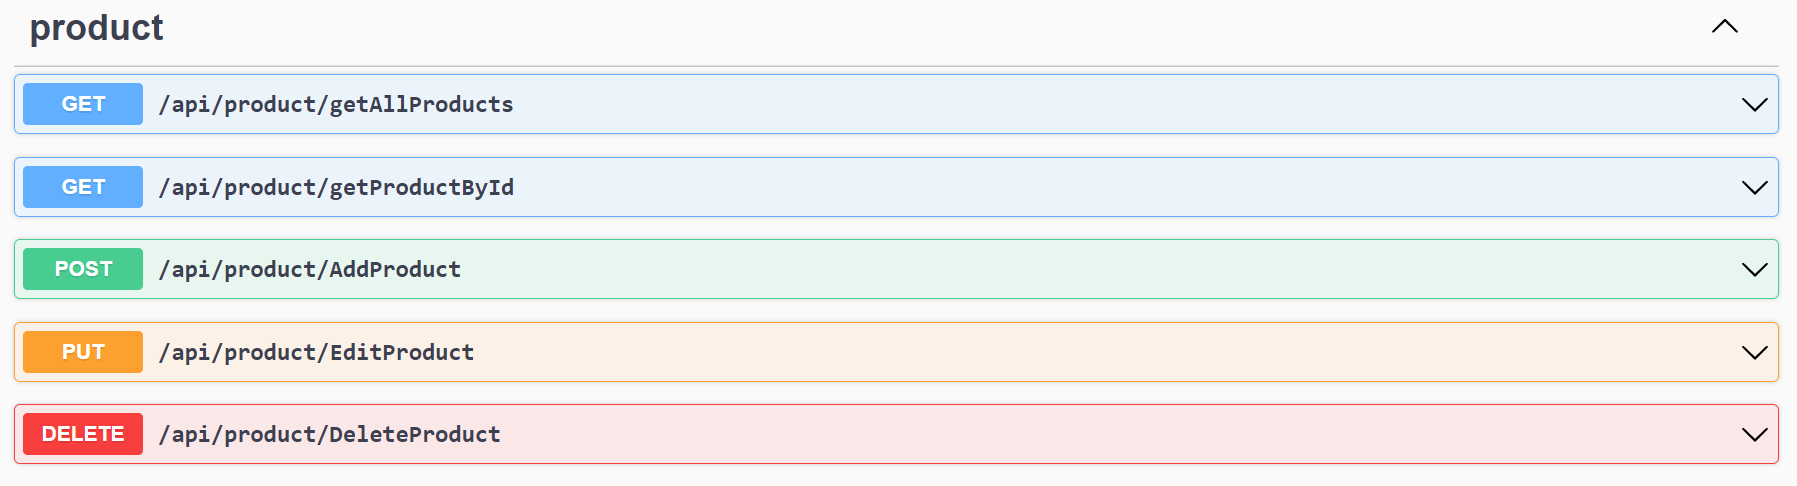 product
GET /api/product/getAllProducts
GET /api/product/getProductById
POST /api/product/AddProduct
PUT /api/product/EditProduct
DELETE /api/product/DeleteProduct